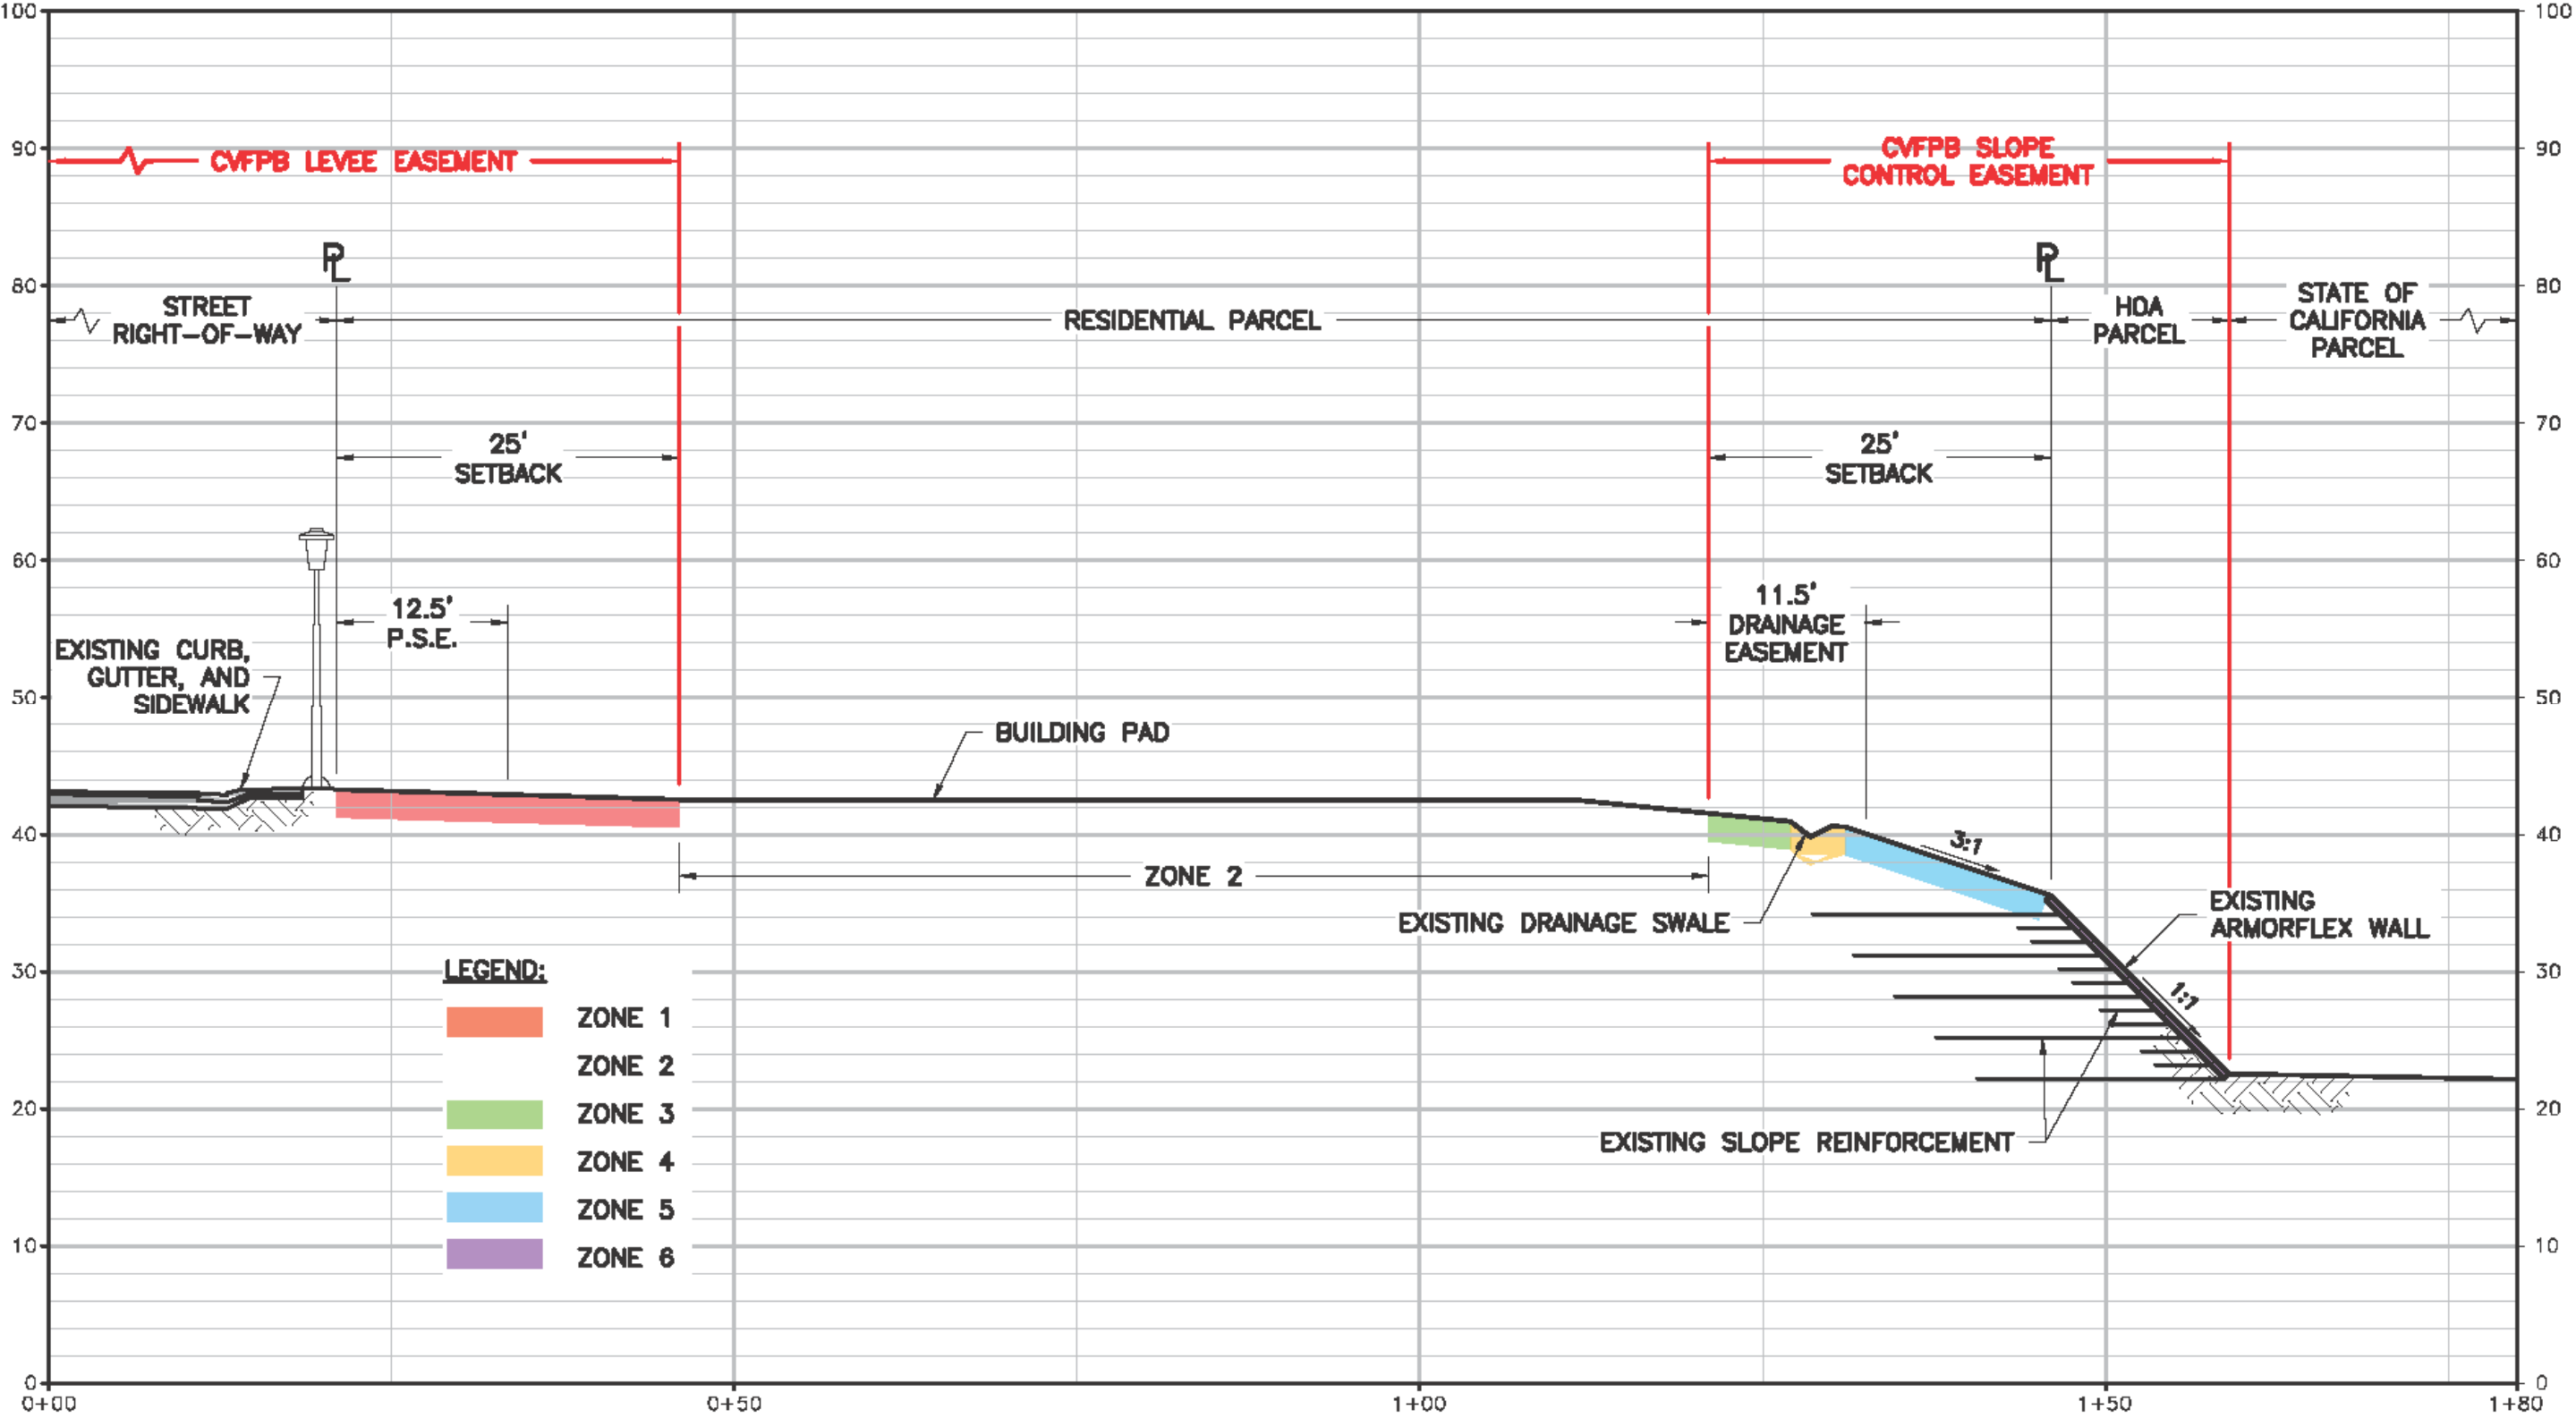 100
100
90
90
CVFPB LEVEE EASEMENT
CVFPB SLOPE
CONTROL EASEMENT
PL
PL
80
80
STREET
RIGHT-OF-WAY
RESIDENTIAL PARCEL
HOA
PARCEL
STATE OF
CALIFORNIA
PARCEL
70
70
25'
SETBACK
25'
SETBACK
60
60
12.5'
P.S.E.
11.5'
DRAINAGE
EASEMENT
EXISTING CURB,
GUTTER, AND
SIDEWALK
50
50
BUILDING PAD
40
40
3:1
ZONE 2
EXISTING DRAINAGE SWALE
EXISTING
ARMORFLEX WALL
30
30
1:1
LEGEND:
ZONE 1
ZONE 2
ZONE 3
ZONE 4
ZONE 5
ZONE 6
20
20
EXISTING SLOPE REINFORCEMENT
10
10
0
0
0+00
0+50
1+00
1+50
1+80